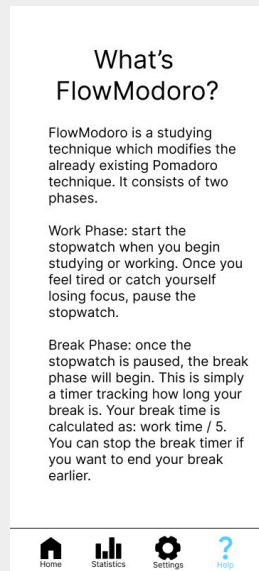 What's
FlowModoro?
FlowModoro is a studying
technique which modifies the
already existing Pomadoro
technique. It consists of two
phases.
Work Phase: start the
stopwatch when you begin
studying or working. Once you
feel tired or catch yourself
losing focus, pause the
stopwatch.
Break Phase: once the
stopwatch is paused, the break
phase will begin. This is simply
a timer tracking how long your
break is. Your break time is
calculated as: work time / 5.
You can stop the break timer if
you want to end your break
earlier.
Home Statistics Settings Help